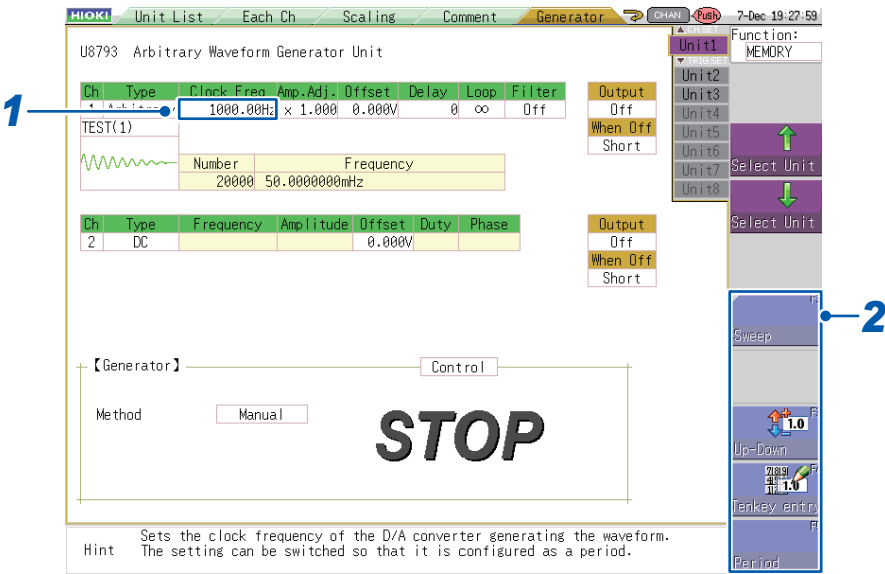 HIOKI Unit List Each Ch Scaling Comment Generator CHAN Push 7-Dec 19:27:59
U8793 Arbitrary Waveform Generator Unit
Ch Type Clock Freq Amp.Adj. Offset Delay Loop Filter
1 1000.00Hz x 1.000 0.000V 0 ∞ Off
TEST(1)
Number Frequency
20000 50.0000000mHz
Output
Off
When Off
Short
Ch Type Frequency Amplitude Offset Duty Phase
2 DC 0.000V
Output
Off
When Off
Short
【Generator】 Control
Method Manual
STOP
Hint Sets the clock frequency of the D/A converter generating the waveform.
The setting can be switched so that it is configured as a period.
▲ CH.SET
Unit1
▼ TRIG.SET
Unit2
Unit3
Unit4
Unit5
Unit6
Unit7
Unit8
Function:
MEMORY
Select Unit
Select Unit
Sweep
1.0
Up-Down
1.0
Tenkey entry
Period
1
2